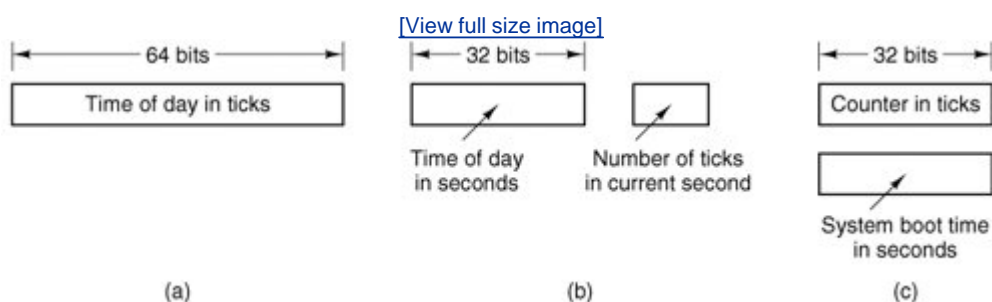 [View full size image]
64 bits
Time of day in ticks
(a)
32 bits
Time of day
in seconds
Number of ticks
in current second
(b)
32 bits
Counter in ticks
System boot time
in seconds
(c)